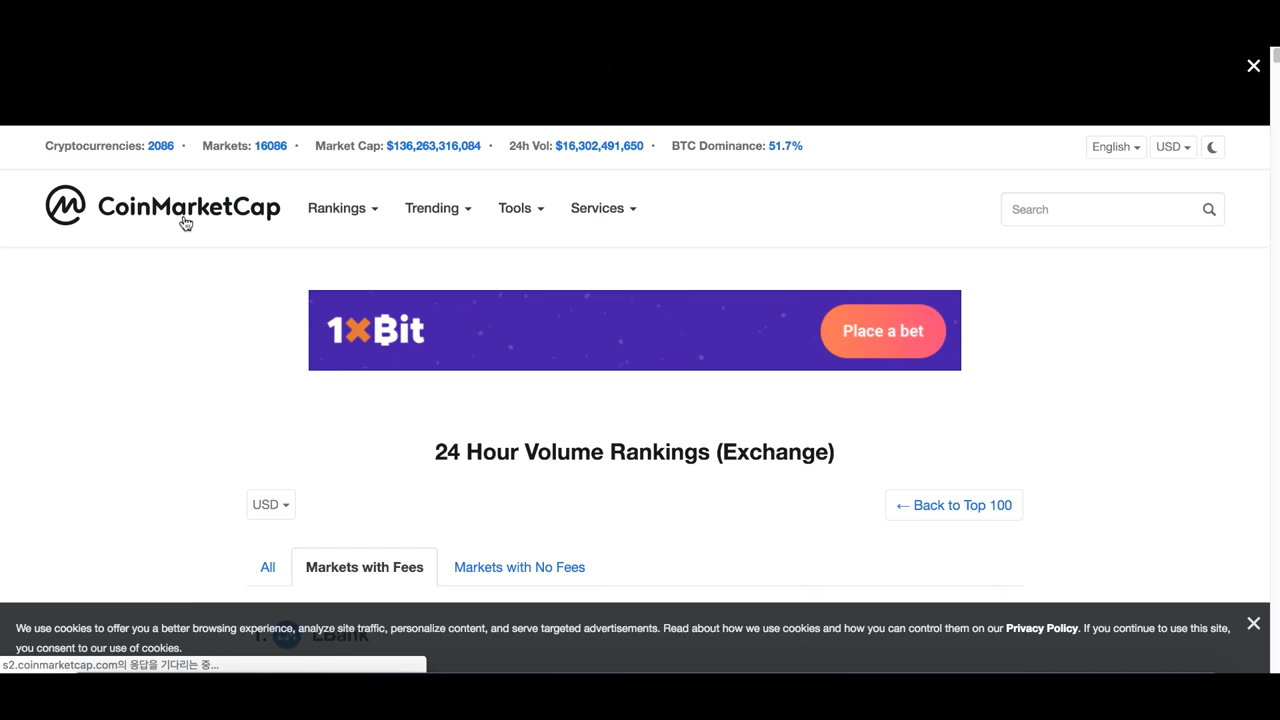 Cryptocurrencies: 2086 • Markets: 16086 • Market Cap: $136,263,316,084 • 24h Vol: $16,302,491,650 • BTC Dominance: 51.7%
English USD
CoinMarketCap Rankings Trending Tools Services
Search
1xBit Place a bet
24 Hour Volume Rankings (Exchange)
USD ← Back to Top 100
All Markets with Fees Markets with No Fees
1. LBank
We use cookies to offer you a better browsing experience, analyze site traffic, personalize content, and serve targeted advertisements. Read about how we use cookies and how you can control them on our Privacy Policy. If you continue to use this site,
you consent to our use of cookies.
s2.coinmarketcap.com의 응답을 기다리는 중...